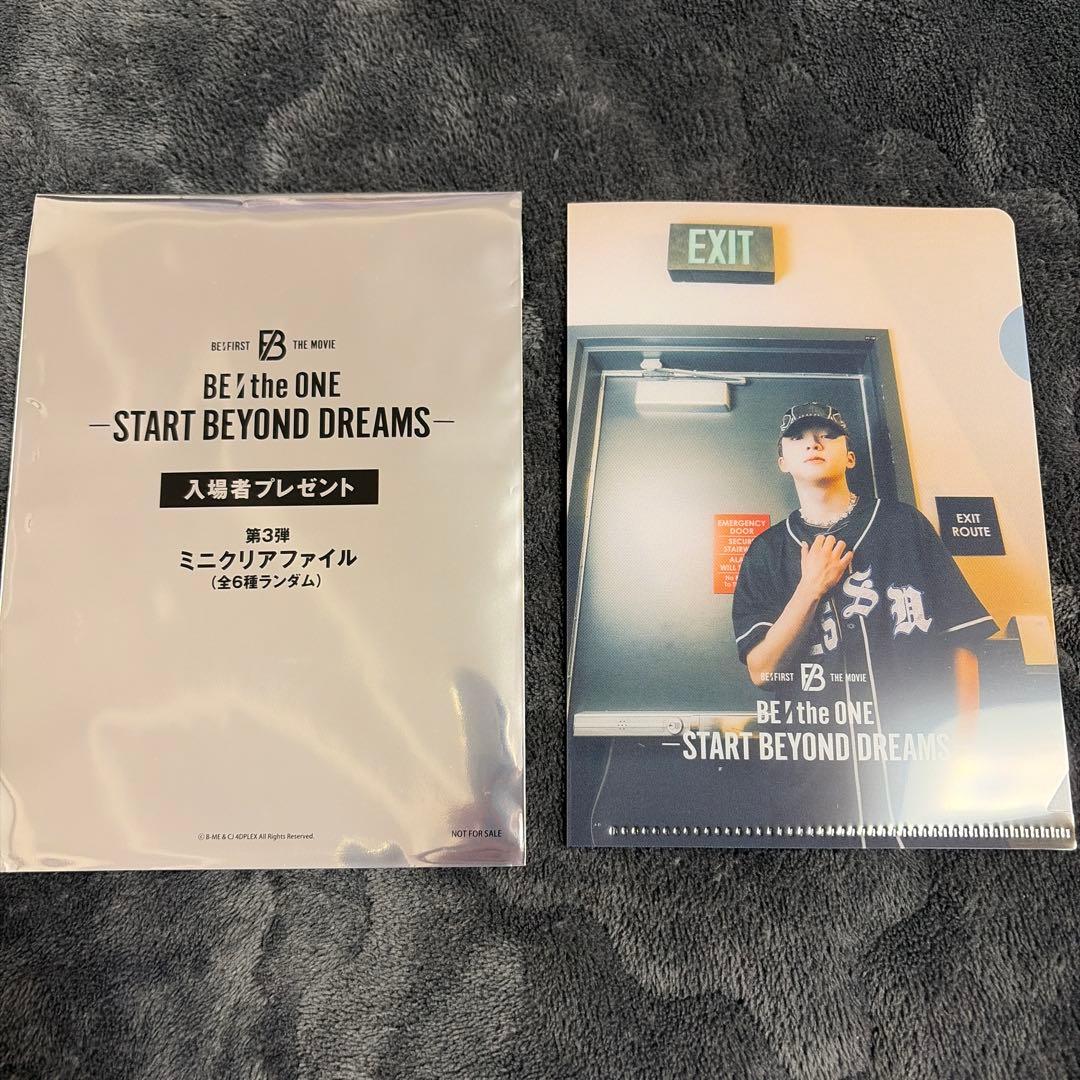 BE:FIRST THE MOVIE
BE:the ONE
-START BEYOND DREAMS-
入場者プレゼント
第3弾
ミニクリアファイル
(全6種ランダム)
© B-ME & CJ 4DPLEX All Rights Reserved.
NOT FOR SALE
EXIT
EMERGENCY
DOOR
EXIT
ROUTE
BE:FIRST THE MOVIE
BE:the ONE
-START BEYOND DREAMS